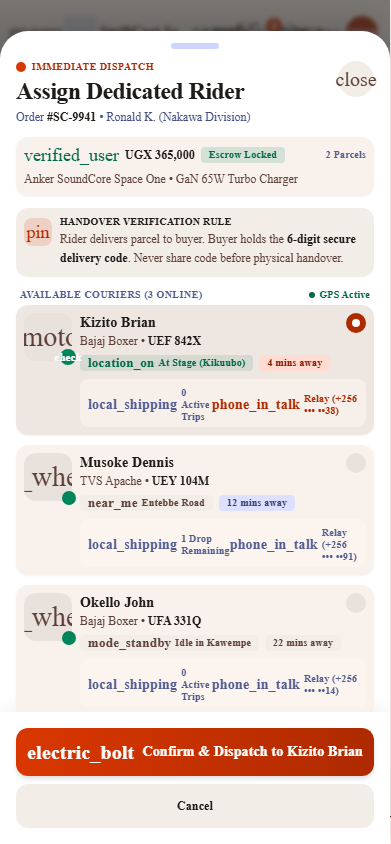 IMMEDIATE DISPATCH
Assign Dedicated Rider
close
Order #SC-9941 • Ronald K. (Nakawa Division)
verified_user UGX 365,000 Escrow Locked 2 Parcels
Anker SoundCore Space One • GaN 65W Turbo Charger
pin
HANDOVER VERIFICATION RULE
Rider delivers parcel to buyer. Buyer holds the 6-digit secure
delivery code. Never share code before physical handover.
AVAILABLE COURIERS (3 ONLINE) GPS Active
Kizito Brian
Bajaj Boxer • UEF 842X
location_on At Stage (Kikuubo) 4 mins away
local_shipping 0 Active Trips phone_in_talk Relay (+256 ••• ••38)
Musoke Dennis
TVS Apache • UEY 104M
near_me Entebbe Road 12 mins away
local_shipping 1 Drop Remaining phone_in_talk Relay (+256 ••• ••91)
Okello John
Bajaj Boxer • UFA 331Q
mode_standby Idle in Kawempe 22 mins away
local_shipping 0 Active Trips phone_in_talk Relay (+256 ••• ••14)
electric_bolt Confirm & Dispatch to Kizito Brian
Cancel